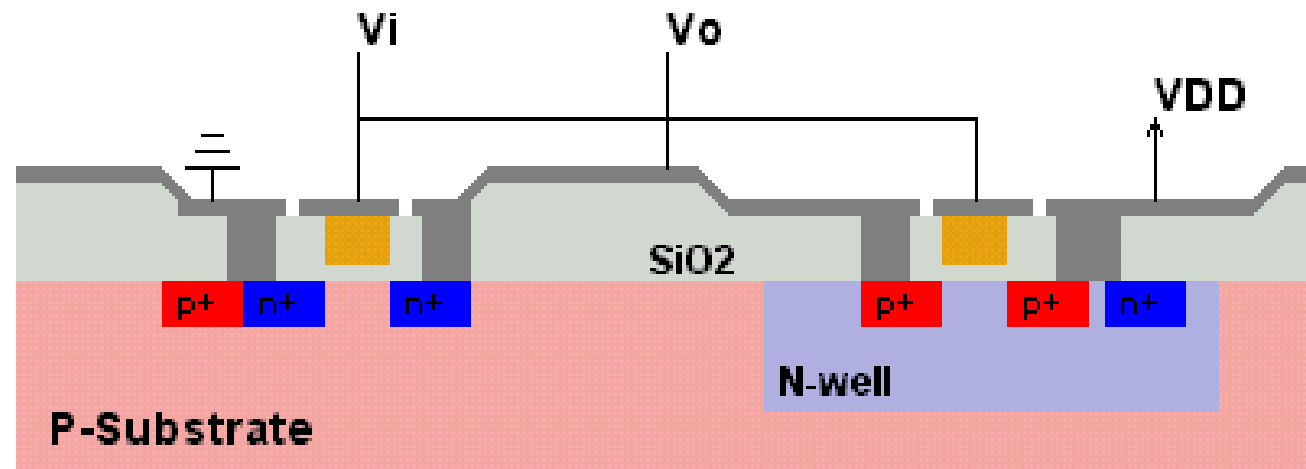 Vi Vo
VDD
SiO2
p+ n+ n+ p+ p+ n+
N-well
P-Substrate